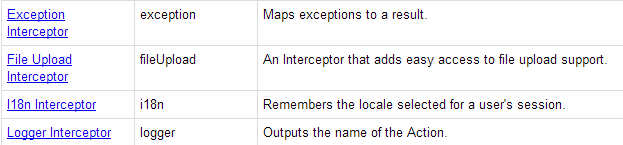 Exception Interceptor exception Maps exceptions to a result.
File Upload Interceptor fileUpload An Interceptor that adds easy access to file upload support.
I18n Interceptor i18n Remembers the locale selected for a user's session.
Logger Interceptor logger Outputs the name of the Action.